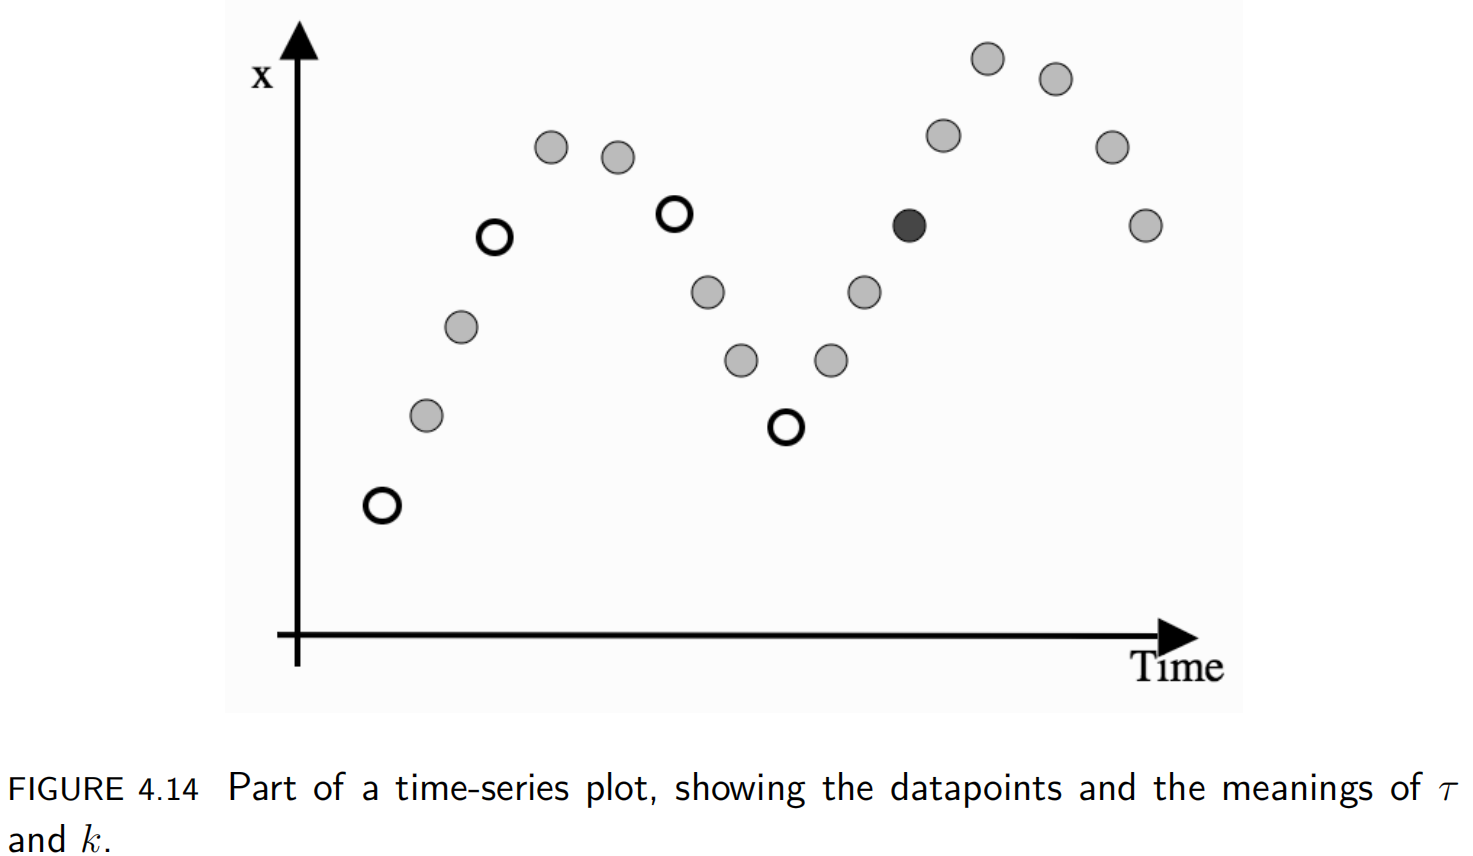 x
Time
FIGURE 4.14 Part of a time-series plot, showing the datapoints and the meanings of τ
and k.